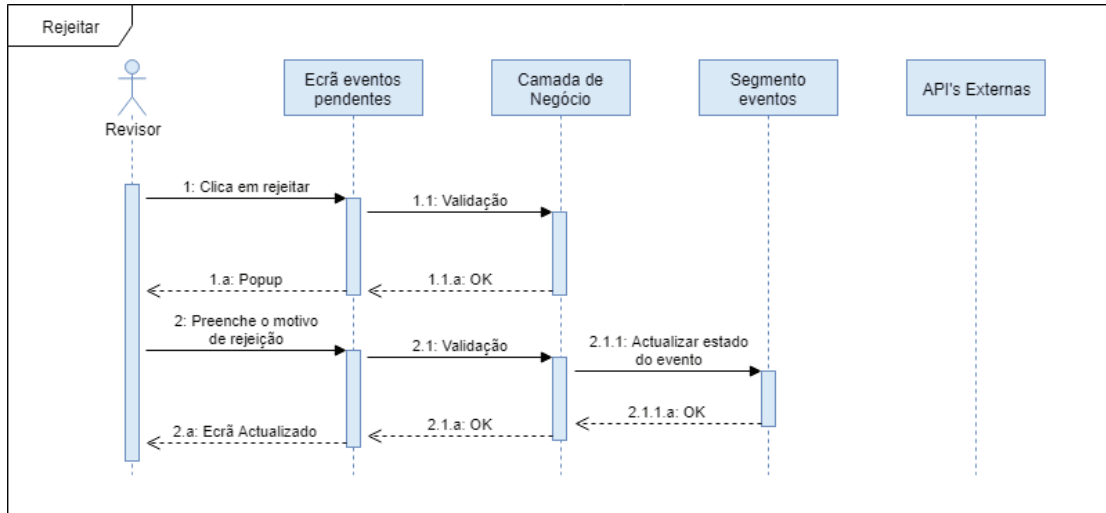 Rejeitar
Ecrã eventos
pendentes
Camada de
Negócio
Segmento
eventos
API's Externas
Revisor
1: Clica em rejeitar
1.1: Validação
1.a: Popup
1.1.a: OK
2: Preenche o motivo
de rejeição
2.1: Validação
2.1.1: Actualizar estado
do evento
2.1.1.a: OK
2.1.a: OK
2.a: Ecrã Actualizado